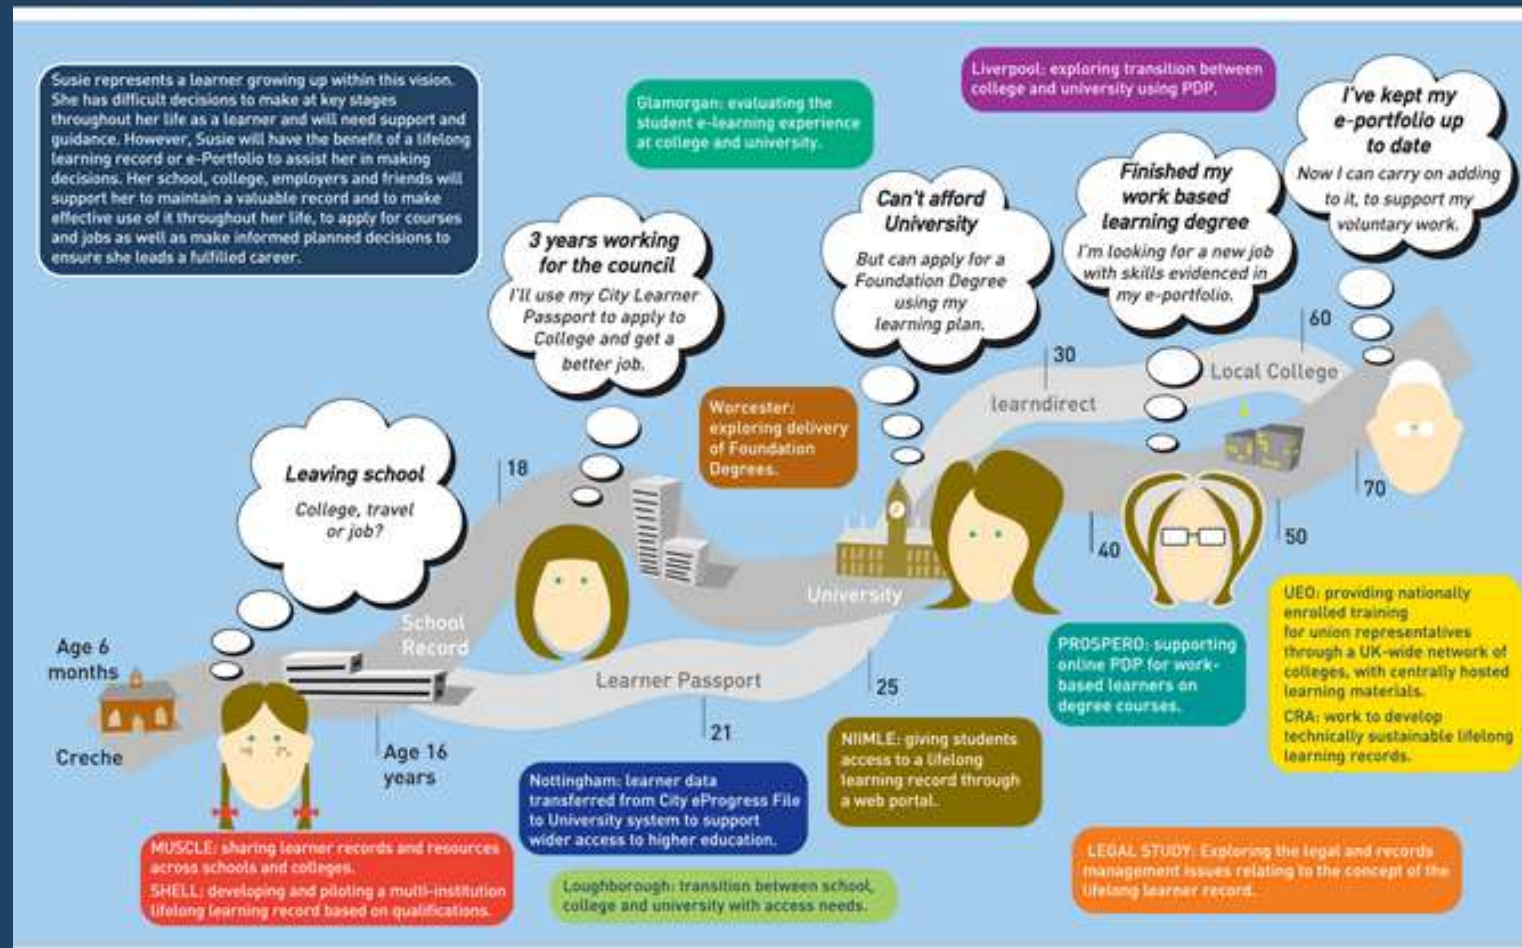 Susie represents a learner growing up within this vision.
She has difficult decisions to make at key stages
throughout her life as a learner and will need support and
guidance. However, Susie will have the benefit of a lifelong
learning record or e-Portfolio to assist her in making
decisions. Her school, college, employers and friends will
support her to maintain a valuable record and to make
effective use of it throughout her life, to apply for courses
and jobs as well as make informed planned decisions to
ensure she leads a fulfilled career.
Glamorgan: evaluating the
student e-learning experience
at college and university.
Liverpool: exploring transition between
college and university using PDP.
I've kept my
e-portfolio up
to date
Now I can carry on adding
to it, to support my
voluntary work.
Finished my
work based
learning degree
I'm looking for a new job
with skills evidenced in
my e-portfolio.
Can't afford
University
But can apply for a
Foundation Degree
using my
learning plan.
3 years working
for the council
I'll use my City Learner
Passport to apply to
College and get a
better job.
Leaving school
College, travel
or job?
Worcester:
exploring delivery
of Foundation
Degrees.
18
30
60
learndirect
Local College
70
40
50
University
School
Record
Learner Passport
Age 6
months
Creche
Age 16
years
21
25
UEO: providing nationally
enrolled training
for union representatives
through a UK-wide network of
colleges, with centrally hosted
learning materials.
CRA: work to develop
technically sustainable lifelong
learning records.
PROSPERO: supporting
online PDP for work-
based learners on
degree courses.
NIIMLE: giving students
access to a lifelong
learning record through
a web portal.
Nottingham: learner data
transferred from City eProgress File
to University system to support
wider access to higher education.
MUSCLE: sharing learner records and resources
across schools and colleges.
SHELL: developing and piloting a multi-institution
lifelong learning record based on qualifications.
Loughborough: transition between school,
college and university with access needs.
LEGAL STUDY: Exploring the legal and records
management issues relating to the concept of the
lifelong learner record.